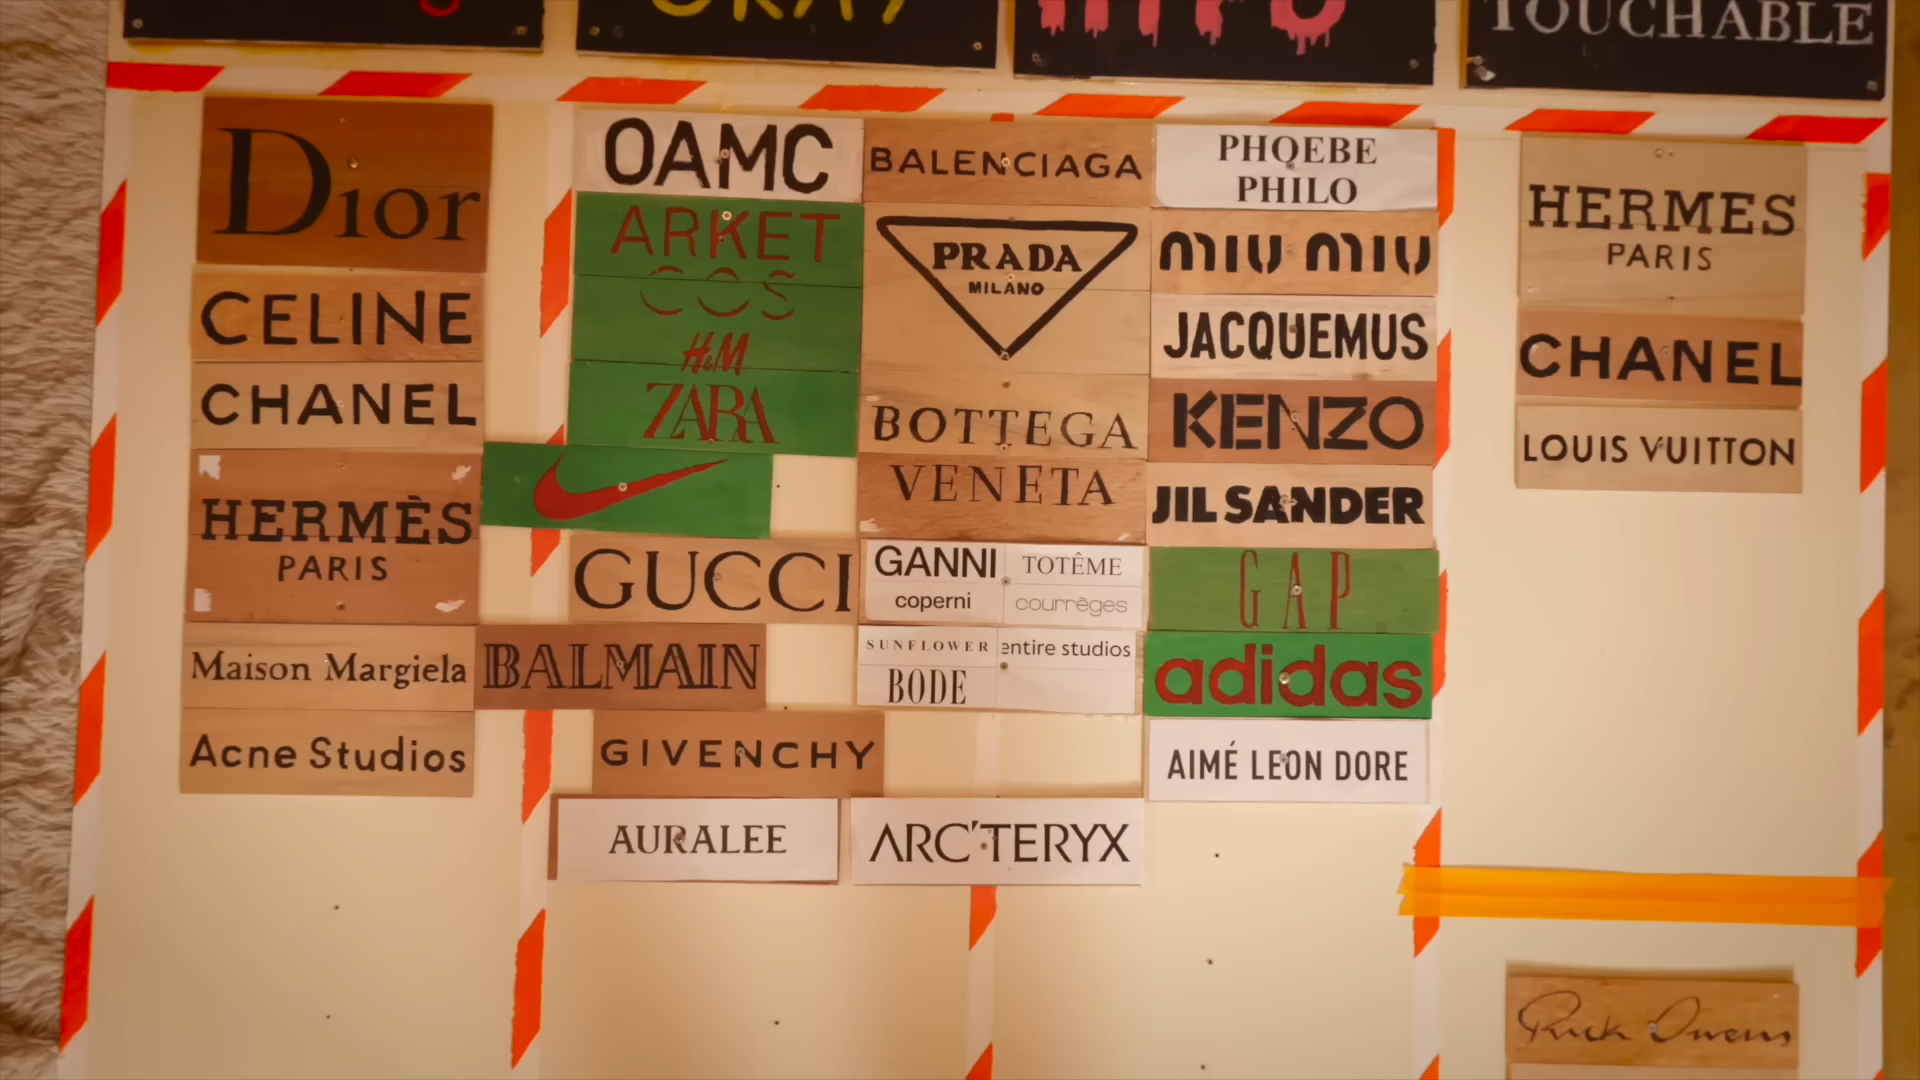 TOUCHABLE
Dior
CELINE
CHANEL
HERMÈS
PARIS
Maison Margiela
Acne Studios
OAMC
ARKET
COS
H&M
ZARA
GUCCI
BALMAIN
GIVENCHY
AURALEE
BALENCIAGA
PRADA
MILANO
BOTTEGA
VENETA
GANNI
TOTÊME
coperni
courrèges
SUNFLOWER
entire studios
BODE
ARC'TERYX
PHOEBE
PHILO
miu miu
JACQUEMUS
KENZO
JIL SANDER
GAP
adidas
AIMÉ LEON DORE
HERMES
PARIS
CHANEL
LOUIS VUITTON
Rick Owens